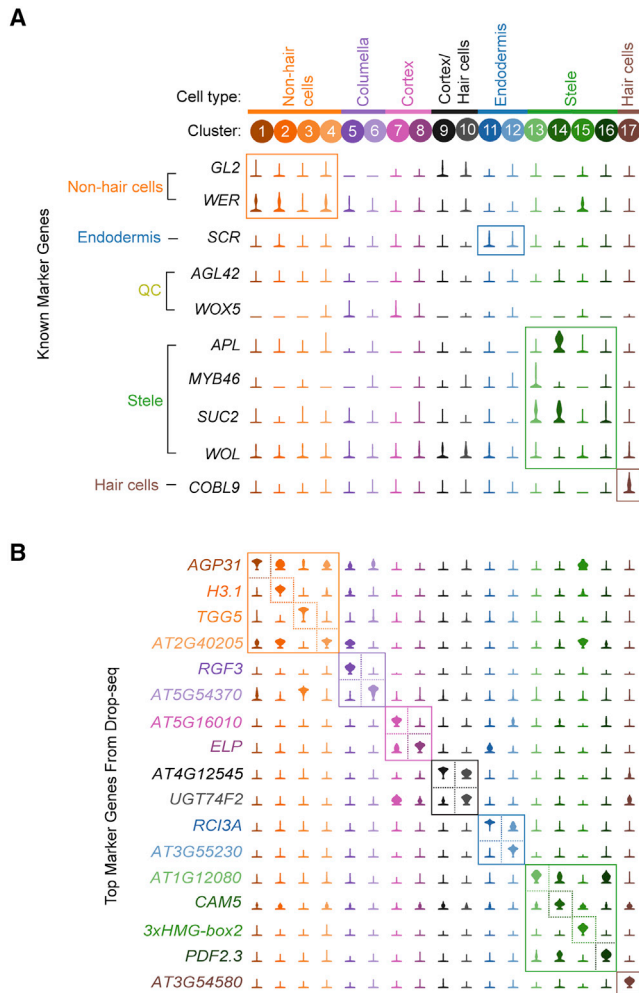 A
Cell type:
Non-hair
cells
Columella
Cortex
Cortex/
Hair cells
Endodermis
Stele
Hair cells
Cluster: 1 2 3 4 5 6 7 8 9 10 11 12 13 14 15 16 17
Known Marker Genes
Non-hair cells
GL2
WER
Endodermis
SCR
QC
AGL42
WOX5
Stele
APL
MYB46
SUC2
WOL
Hair cells
COBL9
B
Top Marker Genes From Drop-seq
AGP31
H3.1
TGG5
AT2G40205
RGF3
AT5G54370
AT5G16010
ELP
AT4G12545
UGT74F2
RCI3A
AT3G55230
AT1G12080
CAM5
3xHMG-box2
PDF2.3
AT3G54580